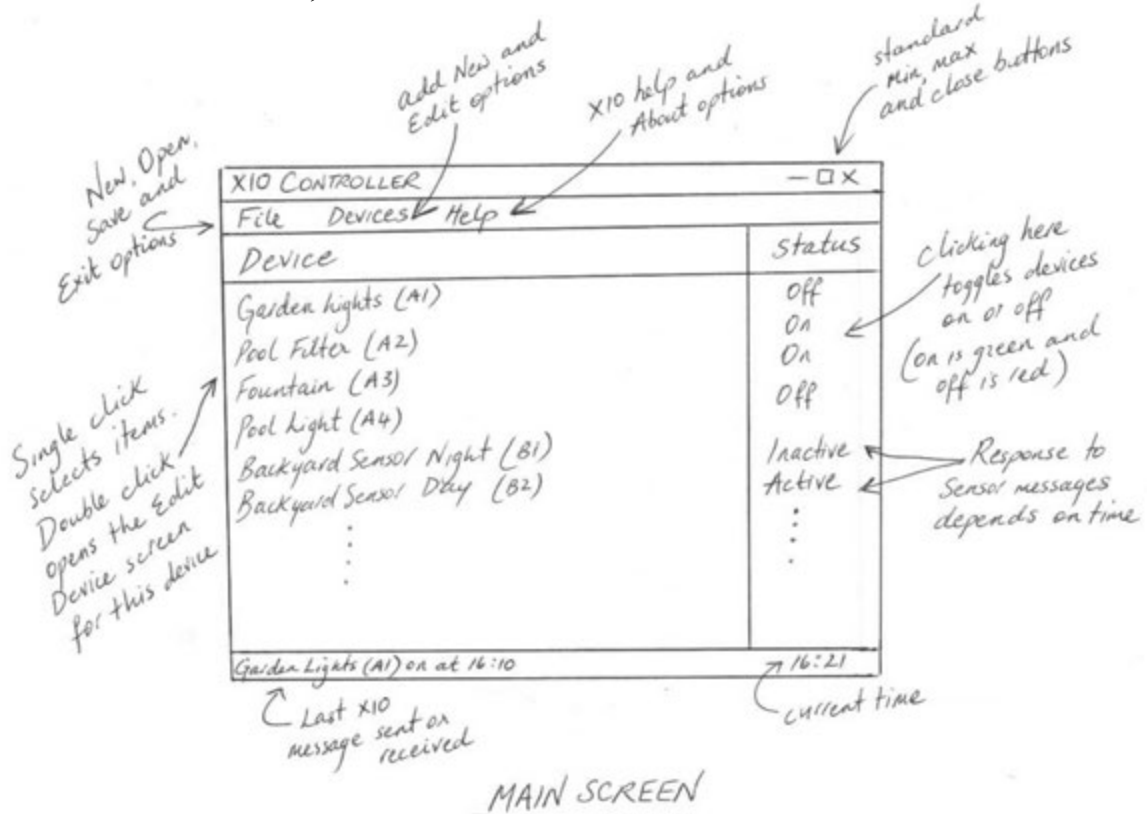 add New and
Edit options
X10 help and
About options
standard
min, max
and close buttons
New, Open,
Save and
Exit options
X10 CONTROLLER
File Devices Help
Device Status
Garden Lights (A1) Off
Pool Filter (A2) On
Fountain (A3) On
Pool Light (A4) Off
Backyard Sensor Night (B1) Inactive
Backyard Sensor Day (B2) Active
clicking here
toggles devices
on or off
(on is green and
off is red)
Single click
selects items.
Double click
opens the Edit
Device screen
for this device
Response to
Sensor messages
depends on time
Garden Lights (A1) on at 16:10 16:21
Last X10
message sent or
received
current time
MAIN SCREEN